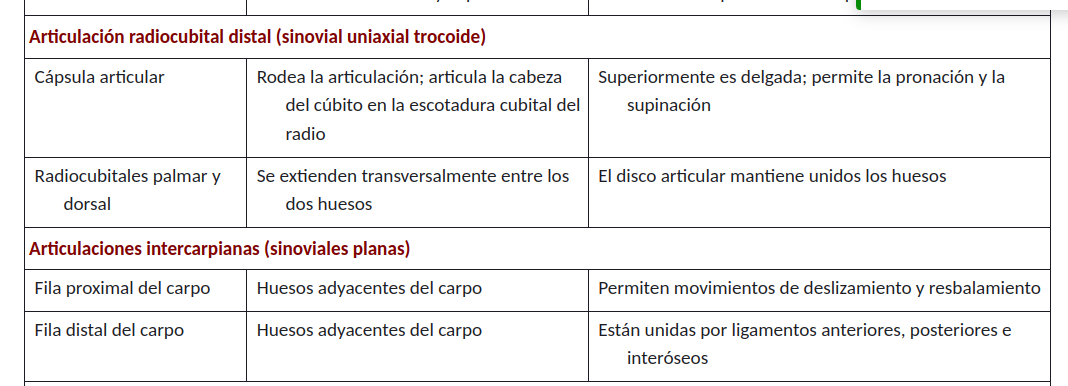 Articulación radiocubital distal (sinovial uniaxial trocoide)
Cápsula articular
Rodea la articulación; articula la cabeza
del cúbito en la escotadura cubital del
radio
Superiormente es delgada; permite la pronación y la
supinación
Radiocubitales palmar y
dorsal
Se extienden transversalmente entre los
dos huesos
El disco articular mantiene unidos los huesos
Articulaciones intercarpianas (sinoviales planas)
Fila proximal del carpo
Huesos adyacentes del carpo
Permiten movimientos de deslizamiento y resbalamiento
Fila distal del carpo
Huesos adyacentes del carpo
Están unidas por ligamentos anteriores, posteriores e
interóseos